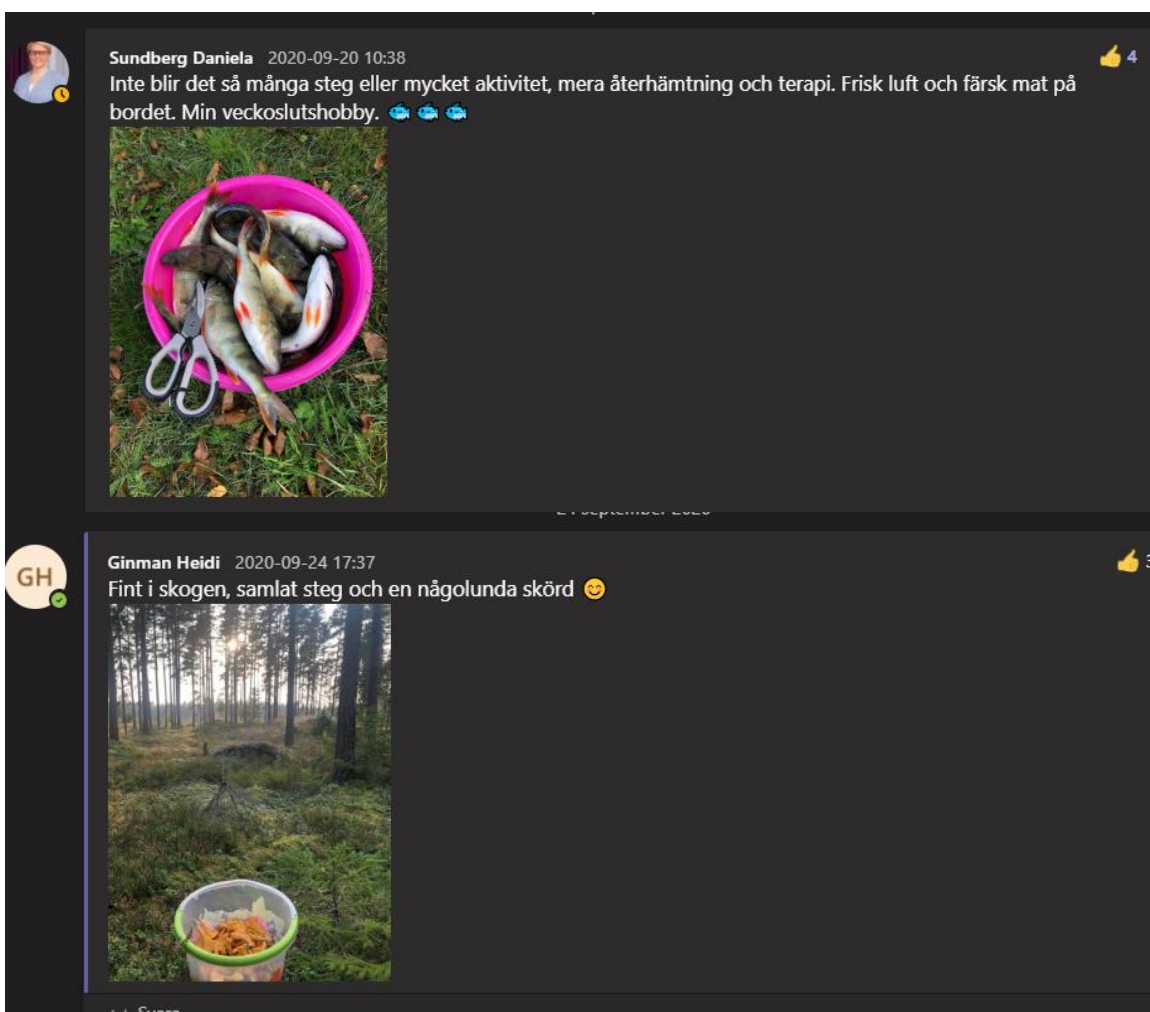 Sundberg Daniela 2020-09-20 10:38
👍 4
Inte blir det så många steg eller mycket aktivitet, mera återhämtning och terapi. Frisk luft och färsk mat på
bordet. Min veckoslutshobby. 🐟 🐟 🐟
GH
Ginman Heidi 2020-09-24 17:37
👍 3
Fint i skogen, samlat steg och en någolunda skörd 😊